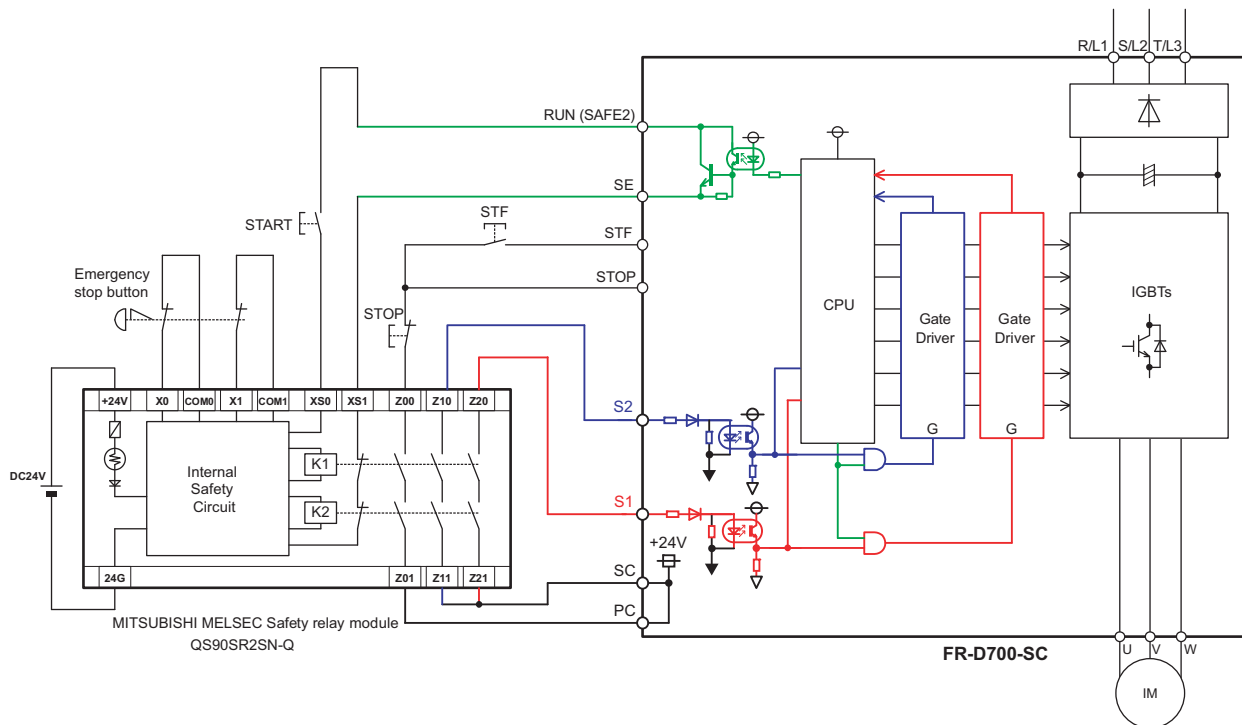 R/L1 S/L2 T/L3
RUN (SAFE2)
SE
STF
STF
START
STOP
Emergency
stop button
CPU
Gate
Driver
Gate
Driver
IGBTs
STOP
+24V X0 COM0 X1 COM1 XS0 XS1 Z00 Z10 Z20
S2
G G
Internal
Safety
Circuit
K1
K2
DC24V
S1
+24V
24G Z01 Z11 Z21
SC
PC
MITSUBISHI MELSEC Safety relay module
QS90SR2SN-Q
FR-D700-SC
U V W
IM